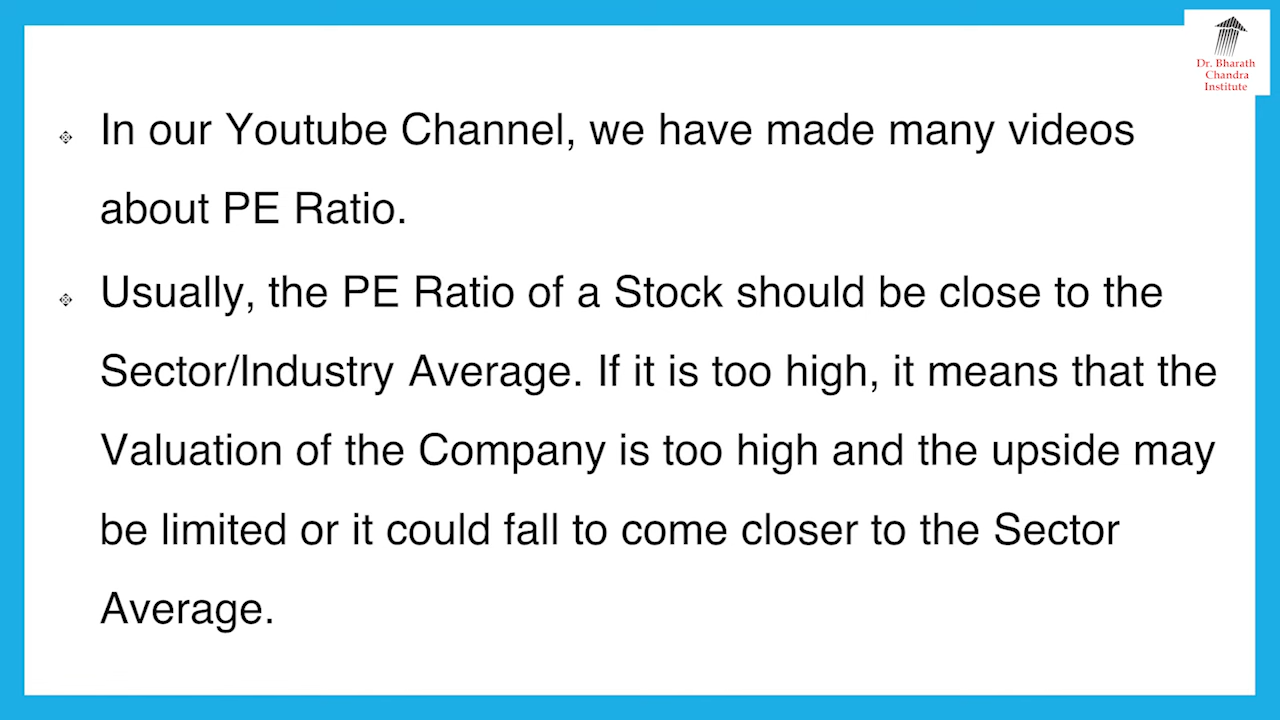 Dr. Bharath
Chandra
Institute
In our Youtube Channel, we have made many videos
about PE Ratio.
Usually, the PE Ratio of a Stock should be close to the
Sector/Industry Average. If it is too high, it means that the
Valuation of the Company is too high and the upside may
be limited or it could fall to come closer to the Sector
Average.